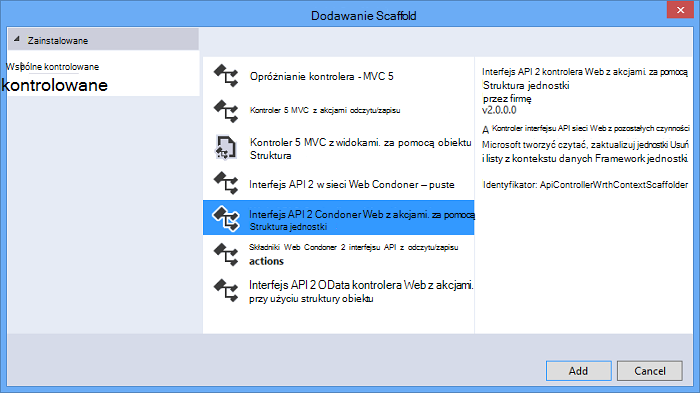 Dodawanie Scaffold
Zainstalowane
Wspólne kontrolowane
kontrolowane
Opróżnianie kontrolera - MVC 5
Kontroler 5 MVC z akcjami odczytu/zapisu
Kontroler 5 MVC z widokami. za pomocą obiektu
Struktura
Interfejs API 2 w sieci Web Condoner – puste
Interfejs API 2 Condoner Web z akcjami. za pomocą
Struktura jednostki
Składniki Web Condoner 2 interfejsu API z odczytu/zapisu
actions
Interfejs API 2 OData kontrolera Web z akcjami.
przy użyciu struktury obiektu
Interfejs API 2 kontrolera Web z akcjami. za pomocą
Struktura jednostki
przez firmę
v2.0.0.0
A Kontroler interfejsu API sieci Web z pozostałych czynności
Microsoft tworzyć czytać, zaktualizuj jednostki Usuń
i listy z kontekstu danych Framework jednostki.
Identyfikator: ApiControllerWrthContextScaffolder
Add
Cancel